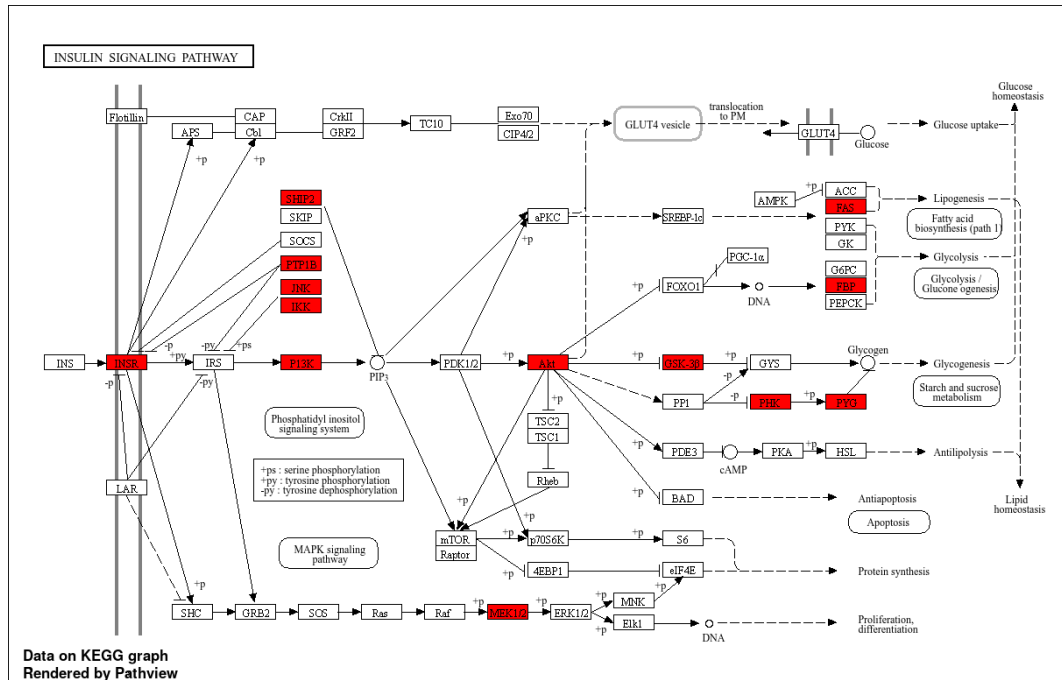 INSULIN SIGNALING PATHWAY
Glucose
homeostasis
Flotillin
CAP
Cbl
APS
CrkII
GRF2
TC10
Exo70
CIP4/2
GLUT4 vesicle
translocation
to PM
GLUT4
Glucose
Glucose uptake
+p
+p
SHIP2
SKIP
SOCS
PTP1B
JNK
IKK
aPKC
+p
SREBP-1c
AMPK
+p
ACC
FAS
Lipogenesis
Fatty acid
biosynthesis (path 1)
PYK
GK
Glycolysis
PGC-1α
+p
FOXO1
DNA
G6PC
FBP
PEPCK
Glycolysis /
Glucone ogenesis
INS
INSR
-p
+py
-py
+ps
IRS
-py
-p
PI3K
+p
PIP3
PDK1/2
+p
Akt
+p
GSK-3β
+p
GYS
Glycogen
Glycogenesis
-p
PP1
-p
PHK
+p
PYG
Starch and sucrose
metabolism
Phosphatidyl inositol
signaling system
+p
TSC2
TSC1
+p
PDE3
cAMP
PKA
+p
HSL
Antilipolysis
+ps : serine phosphorylation
+py : tyrosine phosphorylation
-py : tyrosine dephosphorylation
LAR
Rheb
+p
BAD
Antiapoptosis
Apoptosis
Lipid
homeostasis
+p
+p
mTOR
Raptor
+p
p70S6K
+p
S6
MAPK signaling
pathway
+p
4EBP1
eIF4E
Protein synthesis
+p
SHC
GRB2
SOS
Ras
Raf
+p
MEK1/2
+p
ERK1/2
+p
MNK
+p
+p
Elk1
DNA
Proliferation,
differentiation
Data on KEGG graph
Rendered by Pathview